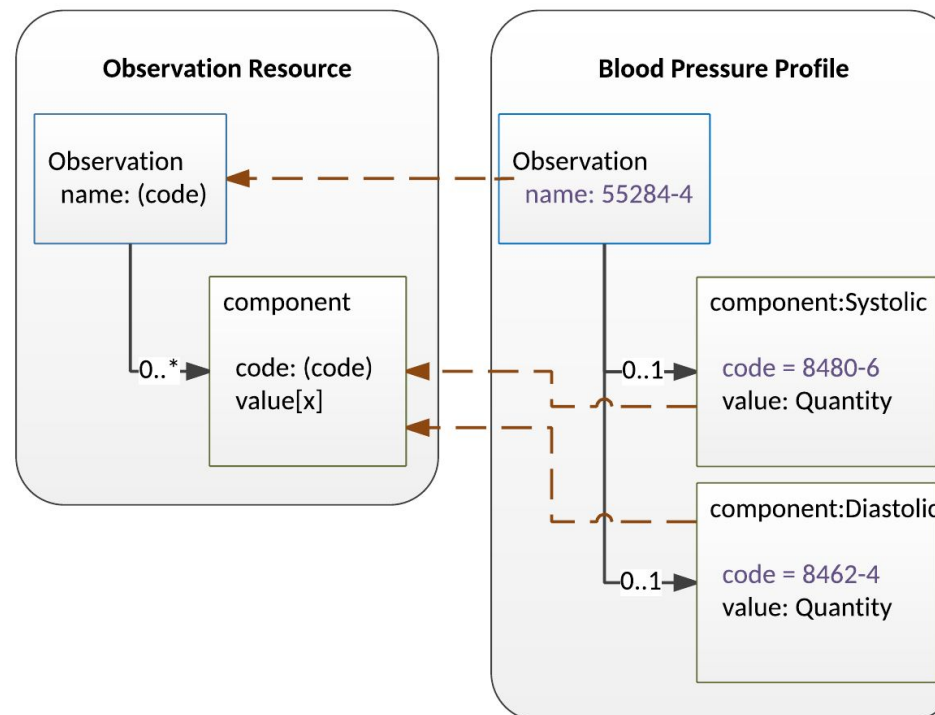 Observation Resource
Observation
name: (code)
0..*
component
code: (code)
value[x]
Blood Pressure Profile
Observation
name: 55284-4
0..1
component:Systolic
code = 8480-6
value: Quantity
0..1
component:Diastolic
code = 8462-4
value: Quantity